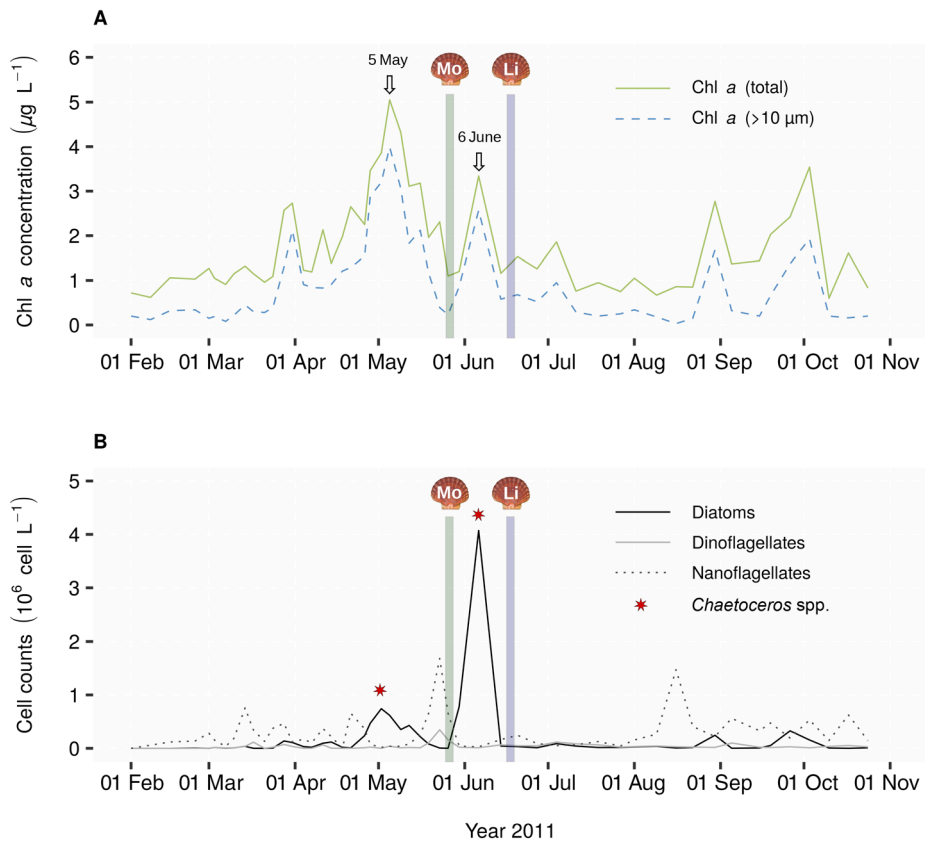 A
Chl a concentration (µg L⁻¹)
6
5
4
3
2
1
0
5 May
6 June
Mo
Li
Chl a (total)
Chl a (>10 µm)
01 Feb 01 Mar 01 Apr 01 May 01 Jun 01 Jul 01 Aug 01 Sep 01 Oct 01 Nov
B
Cell counts (10⁶ cell L⁻¹)
5
4
3
2
1
0
Mo
Li
Diatoms
Dinoflagellates
Nanoflagellates
Chaetoceros spp.
01 Feb 01 Mar 01 Apr 01 May 01 Jun 01 Jul 01 Aug 01 Sep 01 Oct 01 Nov
Year 2011